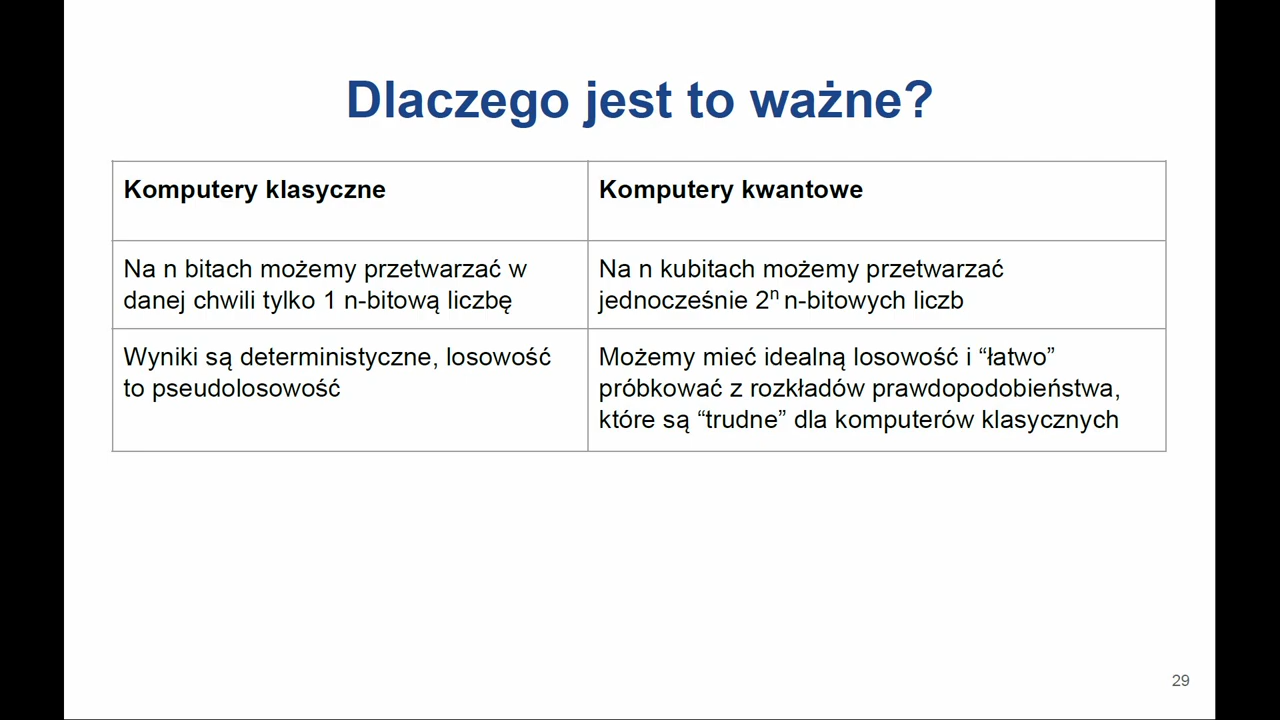 Dlaczego jest to ważne?
Komputery klasyczne
Komputery kwantowe
Na n bitach możemy przetwarzać w
danej chwili tylko 1 n-bitową liczbę
Na n kubitach możemy przetwarzać
jednocześnie 2ⁿ n-bitowych liczb
Wyniki są deterministyczne, losowość
to pseudolosowość
Możemy mieć idealną losowość i “łatwo”
próbkować z rozkładów prawdopodobieństwa,
które są “trudne” dla komputerów klasycznych
29